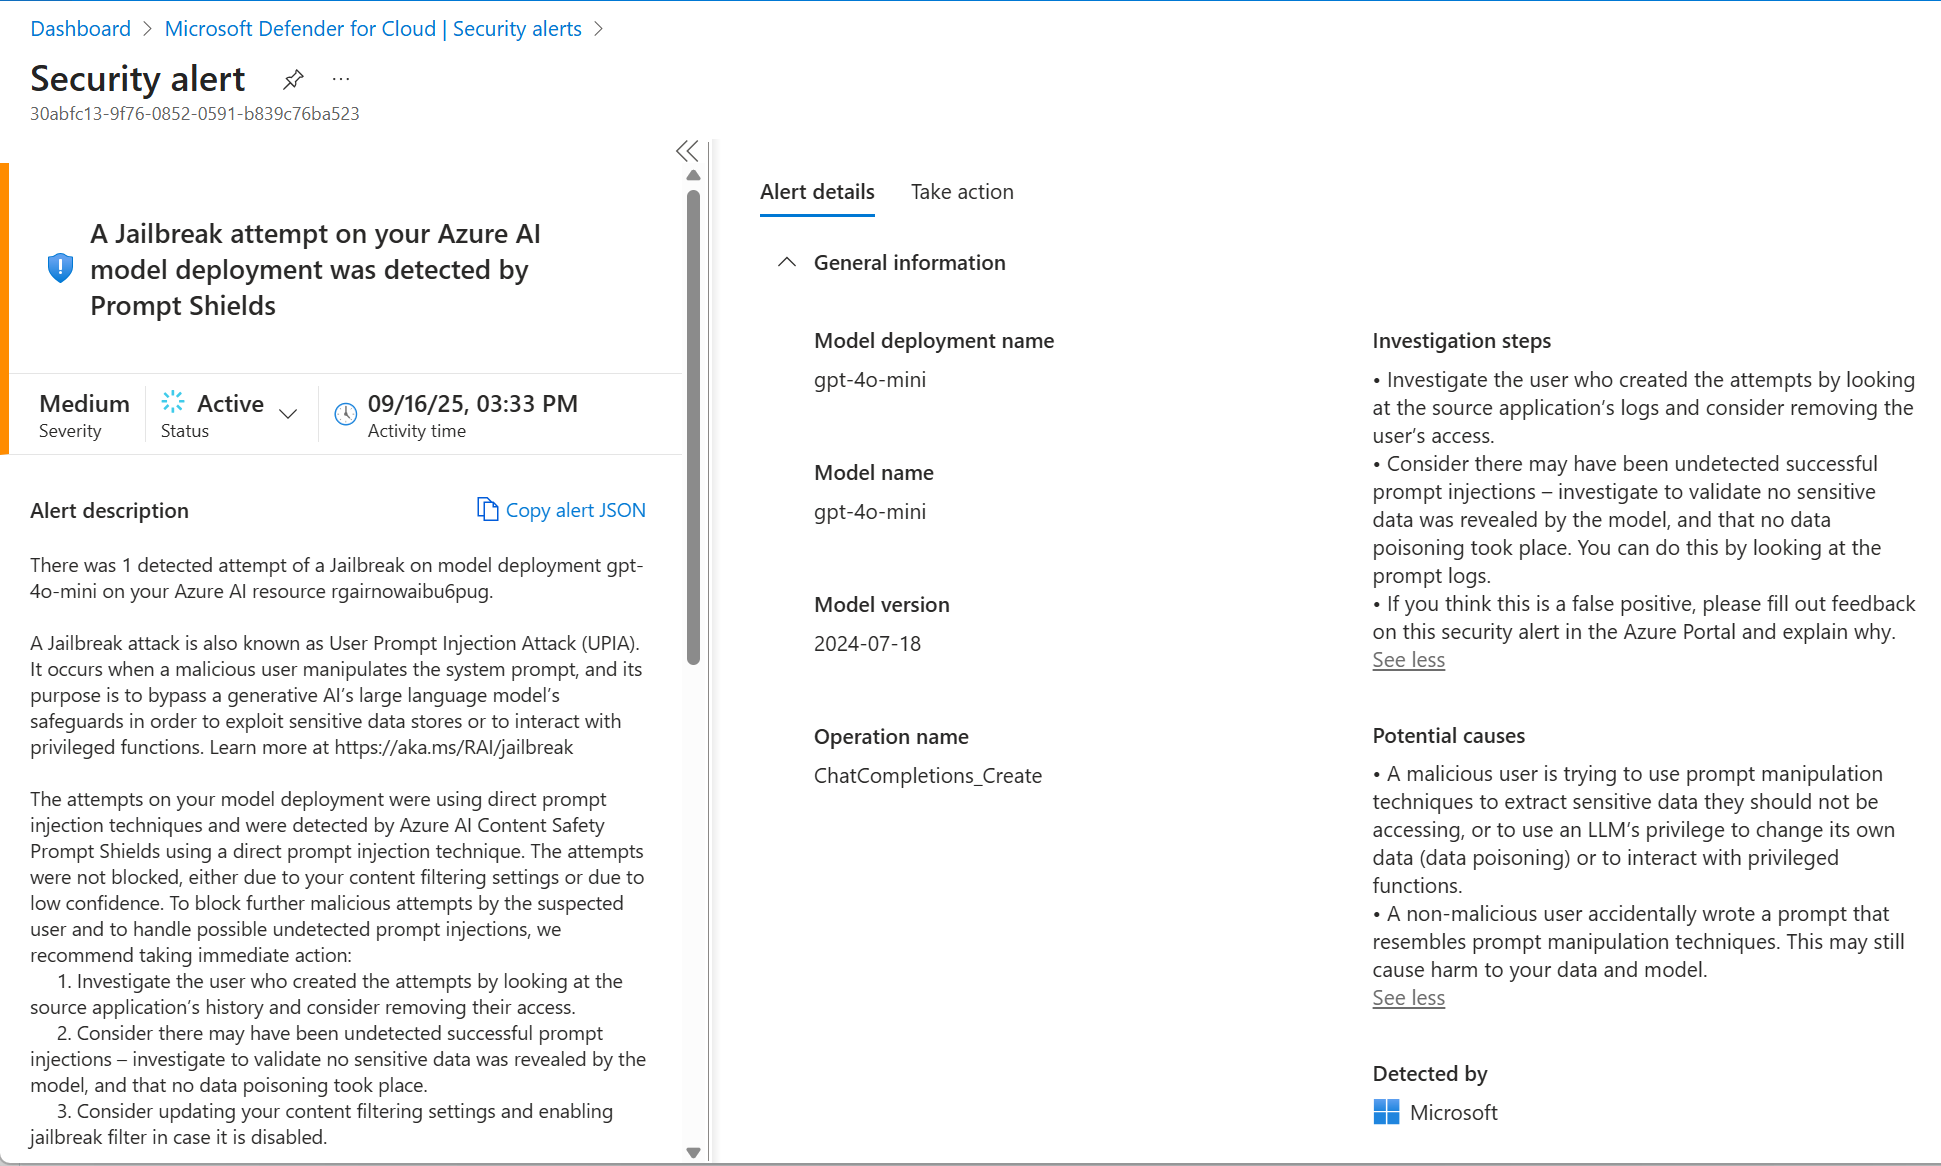 Dashboard > Microsoft Defender for Cloud | Security alerts >
Security alert
30abfc13-9f76-0852-0591-b839c76ba523
A Jailbreak attempt on your Azure AI
model deployment was detected by
Prompt Shields
Medium
Severity
Active
Status
09/16/25, 03:33 PM
Activity time
Alert description
Copy alert JSON
There was 1 detected attempt of a Jailbreak on model deployment gpt-
4o-mini on your Azure AI resource rgairnowaibu6pug.
A Jailbreak attack is also known as User Prompt Injection Attack (UPIA).
It occurs when a malicious user manipulates the system prompt, and its
purpose is to bypass a generative AI’s large language model’s
safeguards in order to exploit sensitive data stores or to interact with
privileged functions. Learn more at https://aka.ms/RAI/jailbreak
The attempts on your model deployment were using direct prompt
injection techniques and were detected by Azure AI Content Safety
Prompt Shields using a direct prompt injection technique. The attempts
were not blocked, either due to your content filtering settings or due to
low confidence. To block further malicious attempts by the suspected
user and to handle possible undetected prompt injections, we
recommend taking immediate action:
1. Investigate the user who created the attempts by looking at the
source application’s history and consider removing their access.
2. Consider there may have been undetected successful prompt
injections – investigate to validate no sensitive data was revealed by the
model, and that no data poisoning took place.
3. Consider updating your content filtering settings and enabling
jailbreak filter in case it is disabled.
Alert details
Take action
General information
Model deployment name
gpt-4o-mini
Model name
gpt-4o-mini
Model version
2024-07-18
Operation name
ChatCompletions_Create
Investigation steps
• Investigate the user who created the attempts by looking
at the source application’s logs and consider removing the
user’s access.
• Consider there may have been undetected successful
prompt injections – investigate to validate no sensitive
data was revealed by the model, and that no data
poisoning took place. You can do this by looking at the
prompt logs.
• If you think this is a false positive, please fill out feedback
on this security alert in the Azure Portal and explain why.
See less
Potential causes
• A malicious user is trying to use prompt manipulation
techniques to extract sensitive data they should not be
accessing, or to use an LLM’s privilege to change its own
data (data poisoning) or to interact with privileged
functions.
• A non-malicious user accidentally wrote a prompt that
resembles prompt manipulation techniques. This may still
cause harm to your data and model.
See less
Detected by
Microsoft